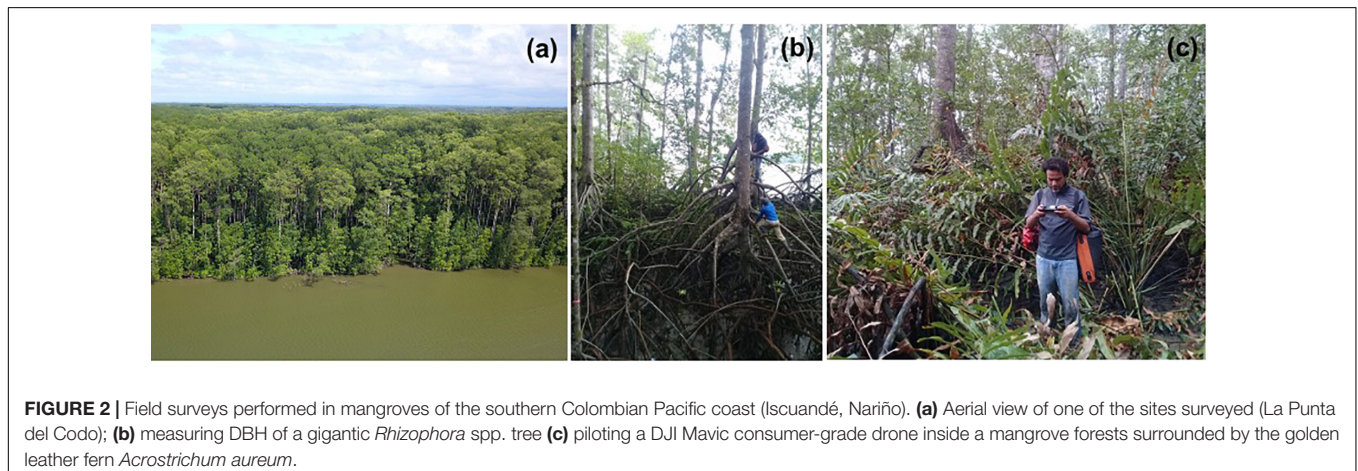 (a)
(b)
(c)
FIGURE 2 | Field surveys performed in mangroves of the southern Colombian Pacific coast (Iscuandé, Nariño). (a) Aerial view of one of the sites surveyed (La Punta
del Codo); (b) measuring DBH of a gigantic Rhizophora spp. tree (c) piloting a DJI Mavic consumer-grade drone inside a mangrove forests surrounded by the golden
leather fern Acrostrichum aureum.